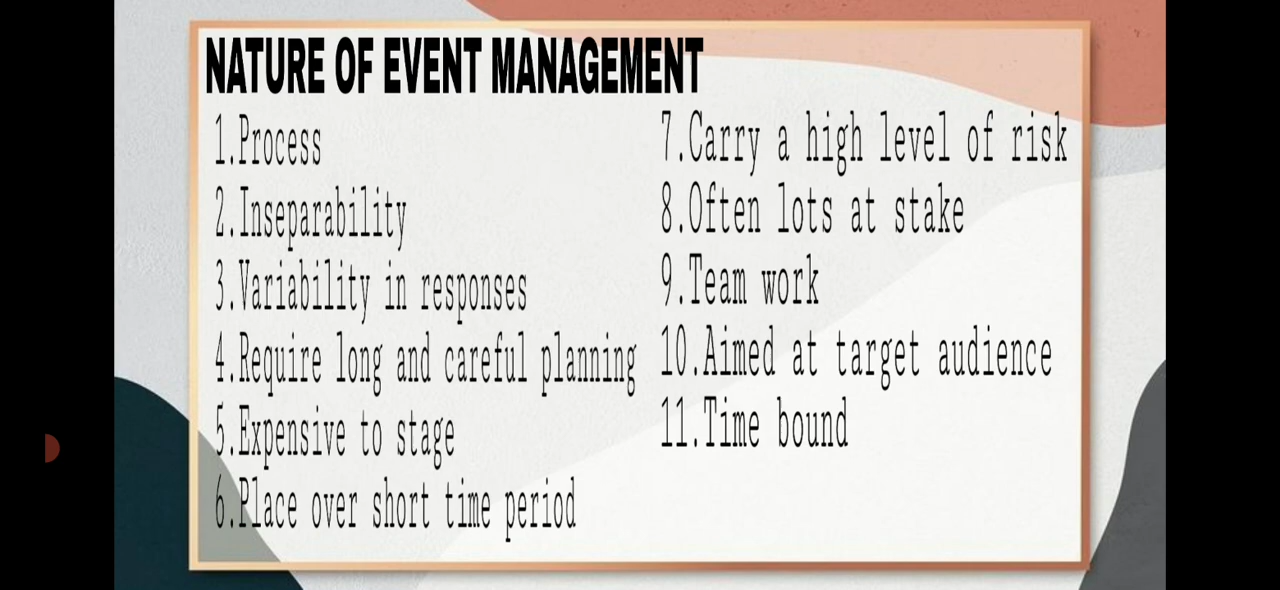 NATURE OF EVENT MANAGEMENT
1.Process
2.Inseparability
3.Variability in responses
4.Require long and careful planning
5.Expensive to stage
6.Place over short time period
7.Carry a high level of risk
8.Often lots at stake
9.Team work
10.Aimed at target audience
11.Time bound